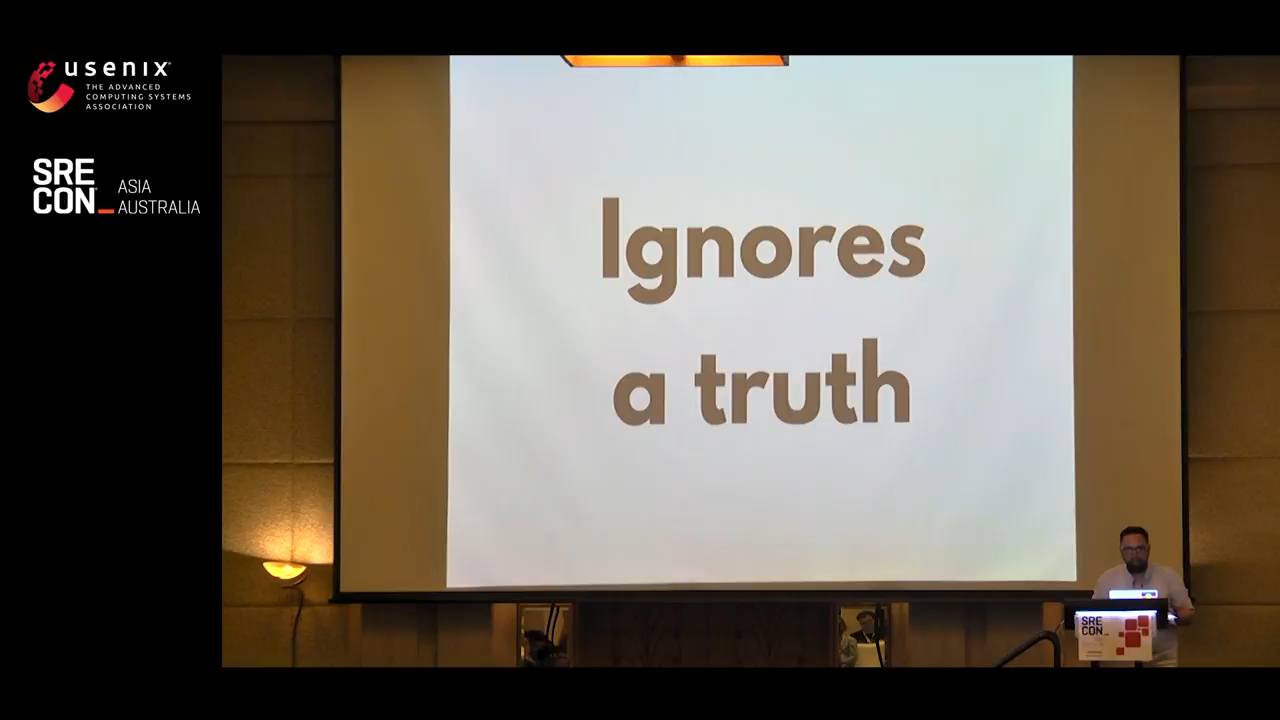 usenix
THE ADVANCED
COMPUTING SYSTEMS
ASSOCIATION
SRE
CON
ASIA
AUSTRALIA
Ignores
a truth
SRE
CON